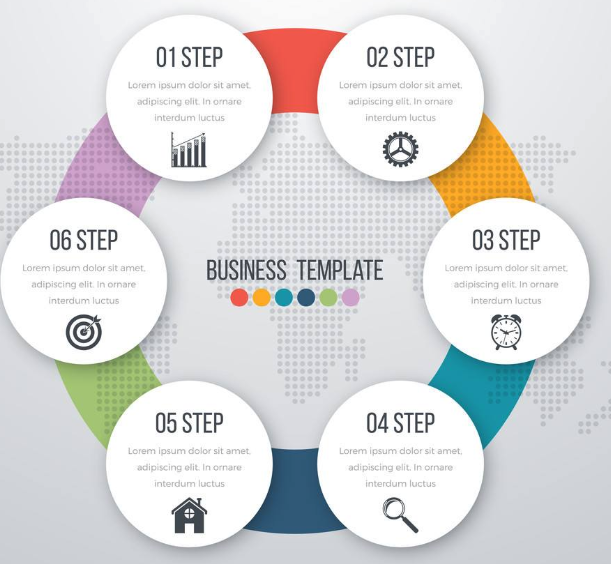 01 STEP
Lorem ipsum dolor sit amet,
adipiscing elit. In ornare
interdum luctus
02 STEP
Lorem ipsum dolor sit amet,
adipiscing elit. In ornare
interdum luctus
03 STEP
Lorem ipsum dolor sit amet,
adipiscing elit. In ornare
interdum luctus
04 STEP
Lorem ipsum dolor sit amet,
adipiscing elit. In ornare
interdum luctus
05 STEP
Lorem ipsum dolor sit amet,
adipiscing elit. In ornare
interdum luctus
06 STEP
Lorem ipsum dolor sit amet,
adipiscing elit. In ornare
interdum luctus
BUSINESS TEMPLATE